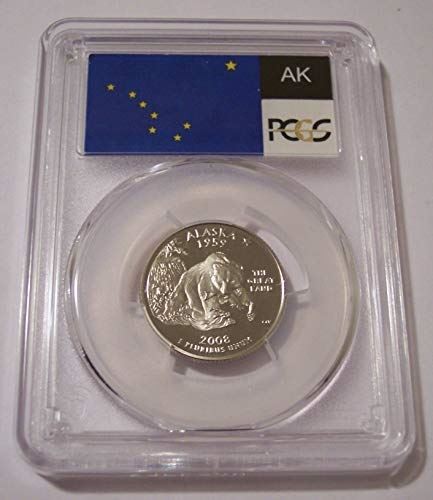 AK
PCGS
ALASKA
1959
THE
GREAT
LAND
2008
E PLURIBUS UNUM